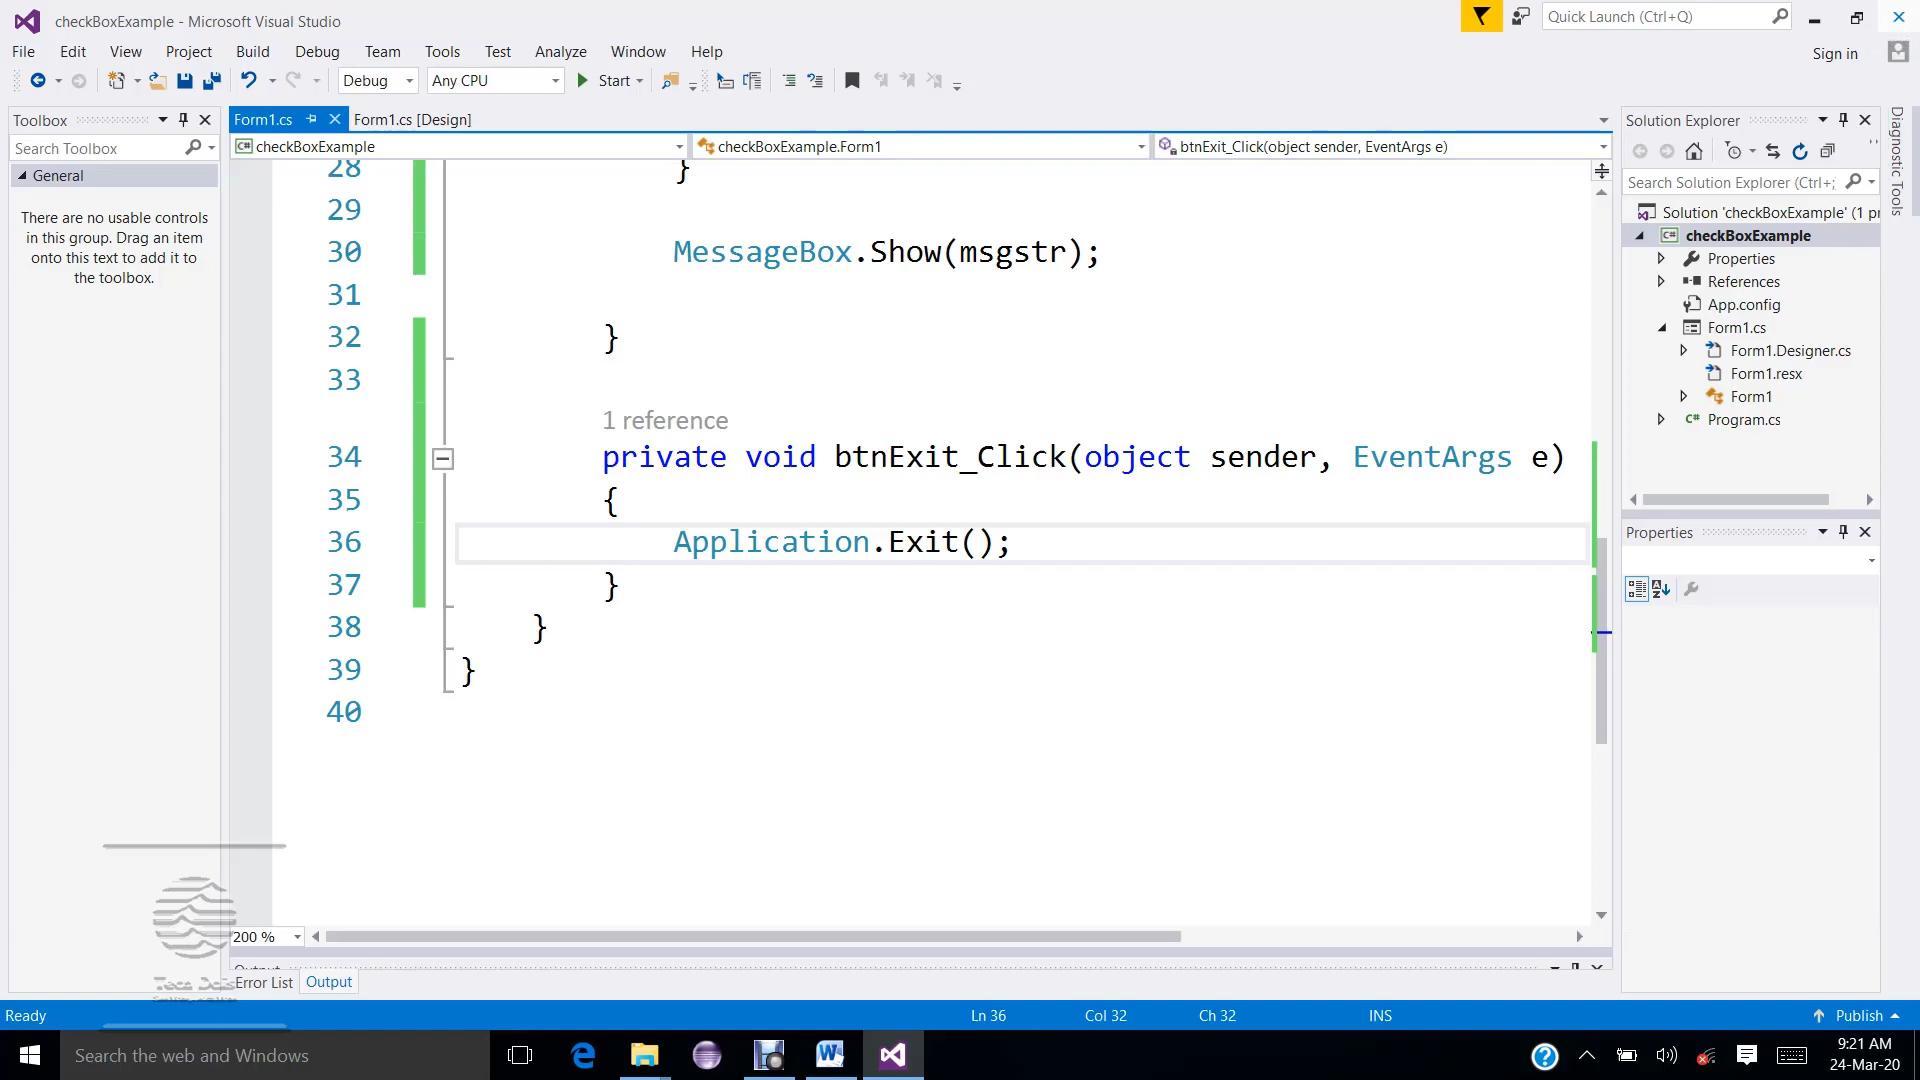 checkBoxExample - Microsoft Visual Studio
Quick Launch (Ctrl+Q)
File Edit View Project Build Debug Team Tools Test Analyze Window Help
Sign in
Debug Any CPU Start
Toolbox
Form1.cs Form1.cs [Design]
Solution Explorer
Diagnostic Tools
Search Toolbox
checkBoxExample checkBoxExample.Form1 btnExit_Click(object sender, EventArgs e)
General
There are no usable controls
in this group. Drag an item
onto this text to add it to
the toolbox.
28 }
29
30 MessageBox.Show(msgstr);
31
32 }
33
1 reference
34 private void btnExit_Click(object sender, EventArgs e)
35 {
36 Application.Exit();
37 }
38 }
39 }
40
Search Solution Explorer (Ctrl+;
Solution 'checkBoxExample' (1 pr
C# checkBoxExample
Properties
References
App.config
Form1.cs
Form1.Designer.cs
Form1.resx
Form1
C# Program.cs
Properties
200 %
Output
Error List Output
Ready Ln 36 Col 32 Ch 32 INS Publish
Search the web and Windows
9:21 AM
24-Mar-20